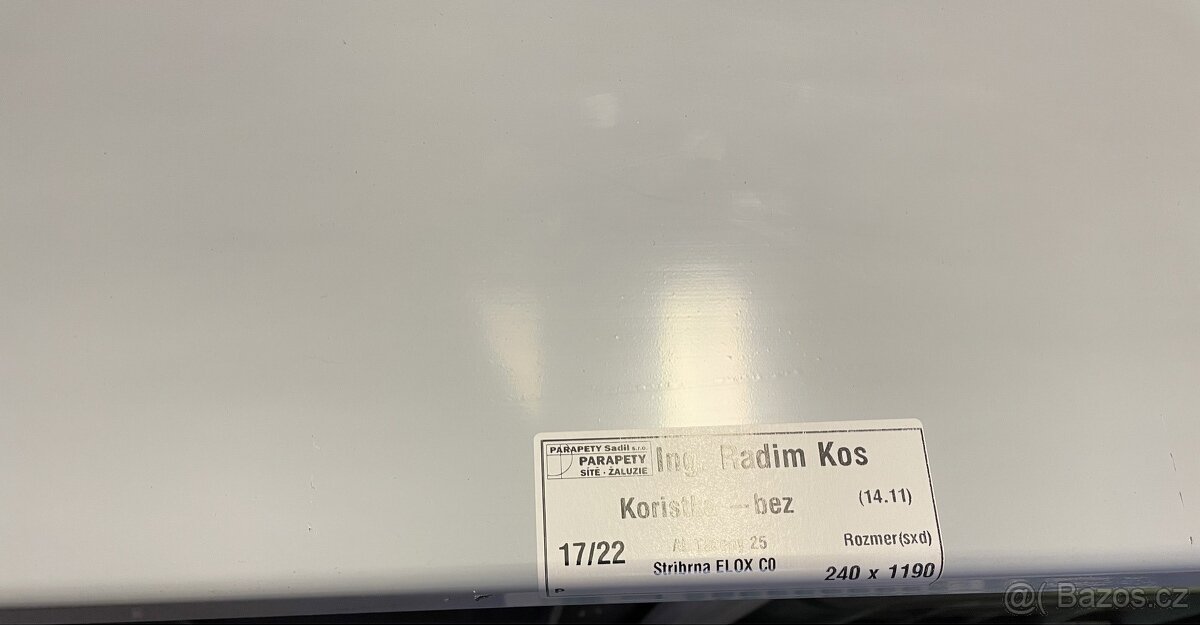 PARAPETY Sadil s.r.o.
PARAPETY
SÍTĚ - ŽALUZIE
Ing. Radim Kos
bez
(14.11)
17/22
25
Rozmer(sxd)
Stribrna ELOX C0
240 x 1190
P
@( Bazos.cz